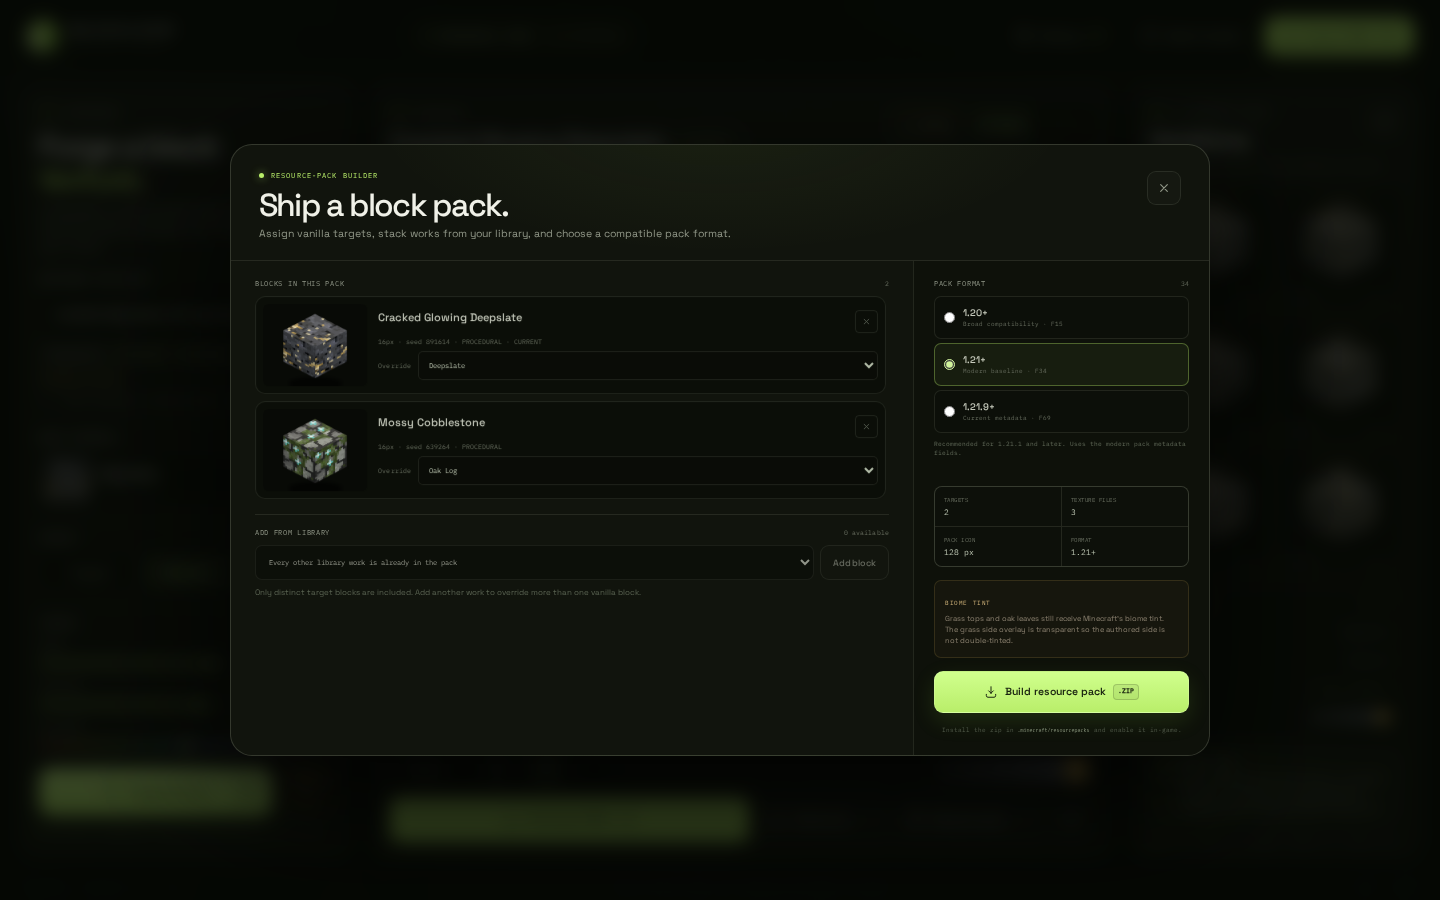 RESOURCE-PACK BUILDER
Ship a block pack.
Assign vanilla targets, stack works from your library, and choose a compatible pack format.
BLOCKS IN THIS PACK
2
Cracked Glowing Deepslate
16px · seed 891614 · PROCEDURAL · CURRENT
Override
Deepslate
Mossy Cobblestone
16px · seed 639264 · PROCEDURAL
Override
Oak Log
ADD FROM LIBRARY
0 available
Every other library work is already in the pack
Add block
Only distinct target blocks are included. Add another work to override more than one vanilla block.
PACK FORMAT
34
1.20+
Broad compatibility · F15
1.21+
Modern baseline · F34
1.21.9+
Current metadata · F69
Recommended for 1.21.1 and later. Uses the modern pack metadata
fields.
TARGETS
2
TEXTURE FILES
3
PACK ICON
128 px
FORMAT
1.21+
BIOME TINT
Grass tops and oak leaves still receive Minecraft's biome tint.
The grass side overlay is transparent so the authored side is
not double-tinted.
Build resource pack .ZIP
Install the zip in .minecraft/resourcepacks and enable it in-game.